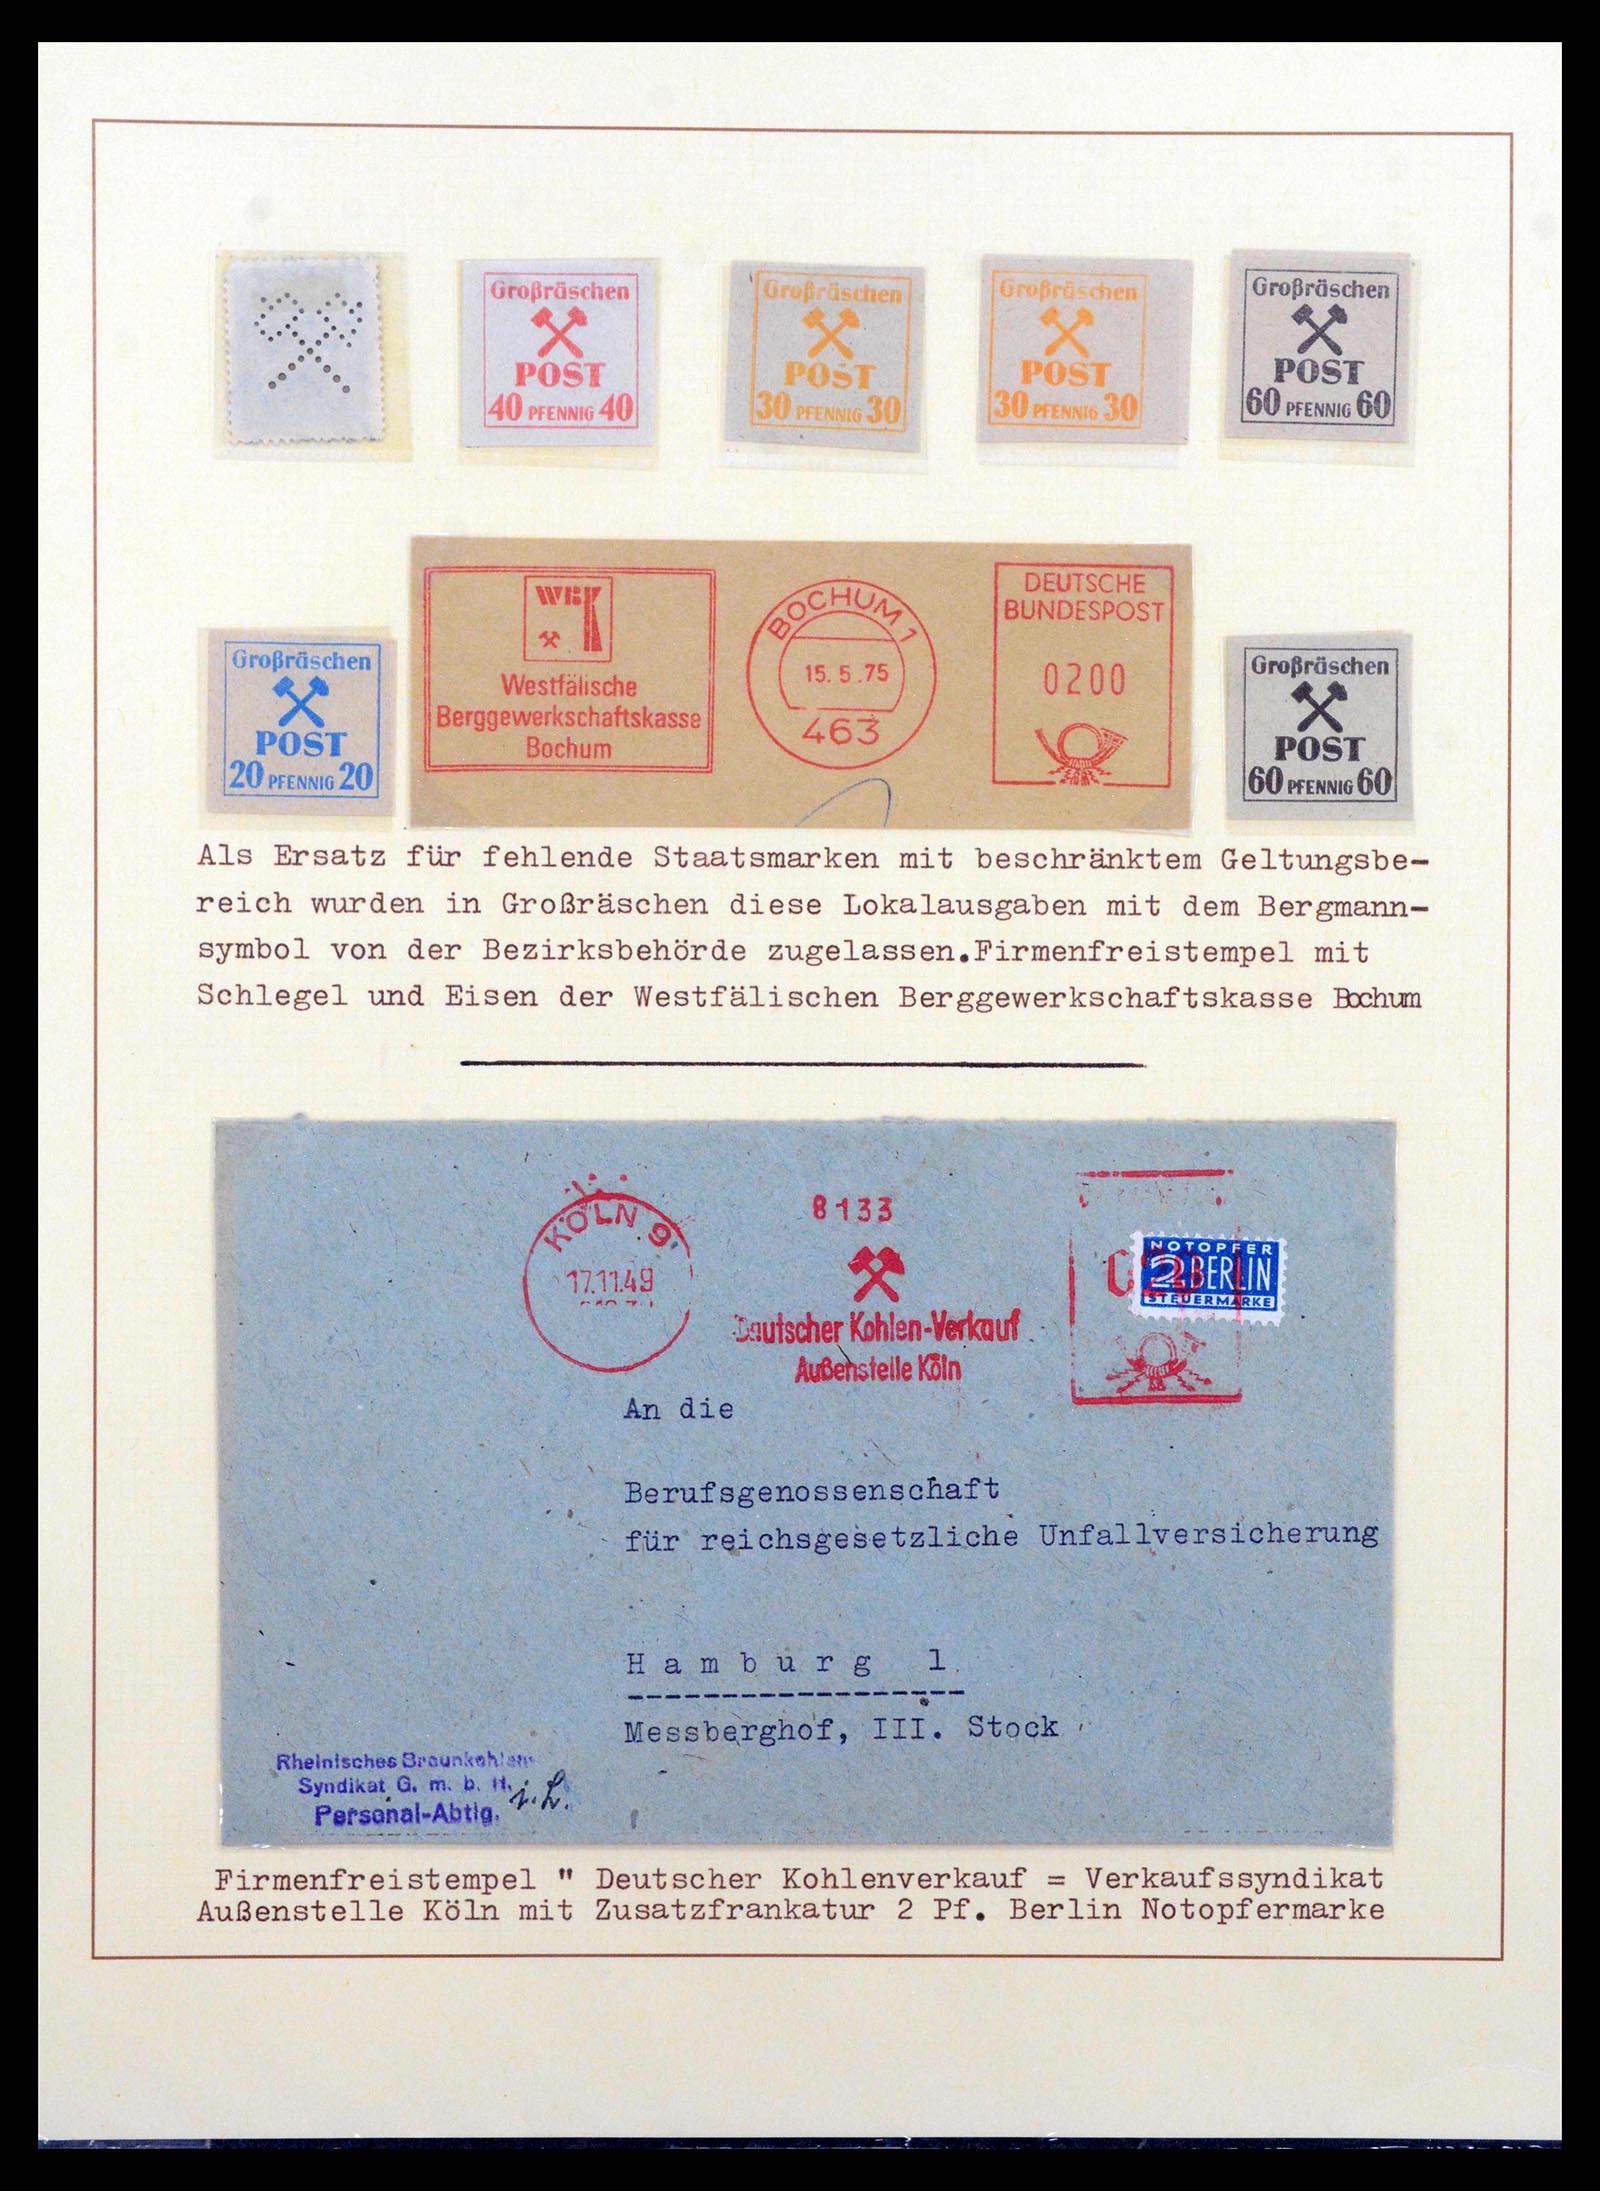 Großräschen
POST
40 PFENNIG 40
Großräschen
POST
30 PFENNIG 30
Großräschen
POST
30 PFENNIG 30
Großräschen
POST
60 PFENNIG 60
Großräschen
POST
20 PFENNIG 20
WBK
Westfälische
Berggewerkschaftskasse
Bochum
BOCHUM 1
15.5.75
463
DEUTSCHE
BUNDESPOST
0200
Großräschen
POST
60 PFENNIG 60
Als Ersatz für fehlende Staatsmarken mit beschränktem Geltungsbe-
reich wurden in Großräschen diese Lokalausgaben mit dem Bergmann-
symbol von der Bezirksbehörde zugelassen.Firmenfreistempel mit
Schlegel und Eisen der Westfälischen Berggewerkschaftskasse Bochum
KÖLN 9
17.11.49
8133
Deutscher Kohlen-Verkauf
Außenstelle Köln
NOTOPFER
2 BERLIN
STEUERMARKE
An die
Berufsgenossenschaft
für reichsgesetzliche Unfallversicherung
Hamburg 1
Messberghof, III. Stock
Rheinisches Braunkohlen-
Syndikat G. m. b. H.
Personal-Abtlg.
Firmenfreistempel " Deutscher Kohlenverkauf = Verkaufssyndikat
Außenstelle Köln mit Zusatzfrankatur 2 Pf. Berlin Notopfermarke